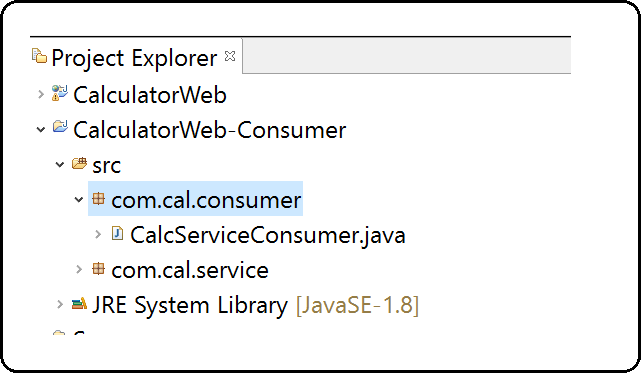 Project Explorer
CalculatorWeb
CalculatorWeb-Consumer
src
com.cal.consumer
CalcServiceConsumer.java
com.cal.service
JRE System Library [JavaSE-1.8]